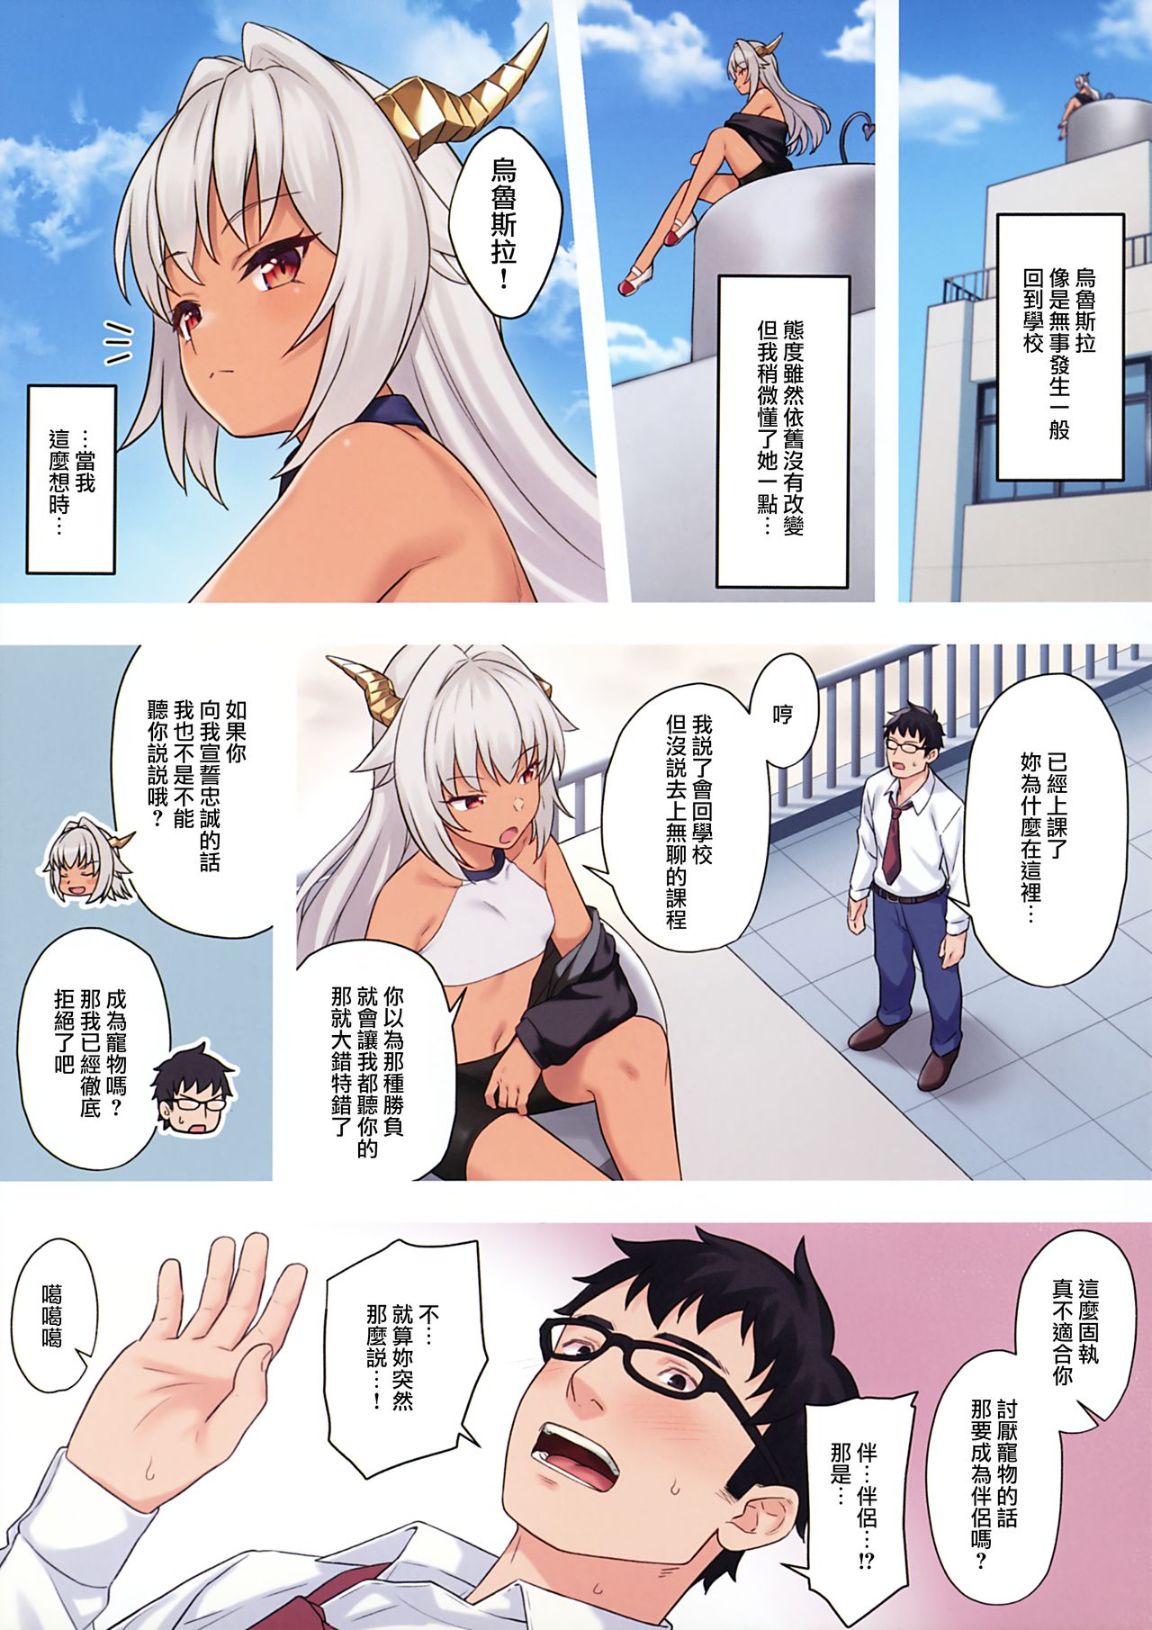 烏魯斯拉
像是無事發生一般
回到學校
態度雖然依舊沒有改變
但我稍微懂了她一點…
烏魯斯拉！
…當我
這麼想時…
已經上課了
妳為什麼在這裡…
哼
我說了會回學校
但沒說去上無聊的課程
你以為那種勝負
就會讓我都聽你的
那就大錯特錯了
如果你
向我宣誓忠誠的話
我也不是不能
聽你說說哦？
成為寵物嗎？
那我已經徹底
拒絕了吧
這麼固執
真不適合你
討厭寵物的話
那要成為伴侶嗎？
伴…伴侶…!?
那是…
不…
就算妳突然
那麼說…！
噶噶噶